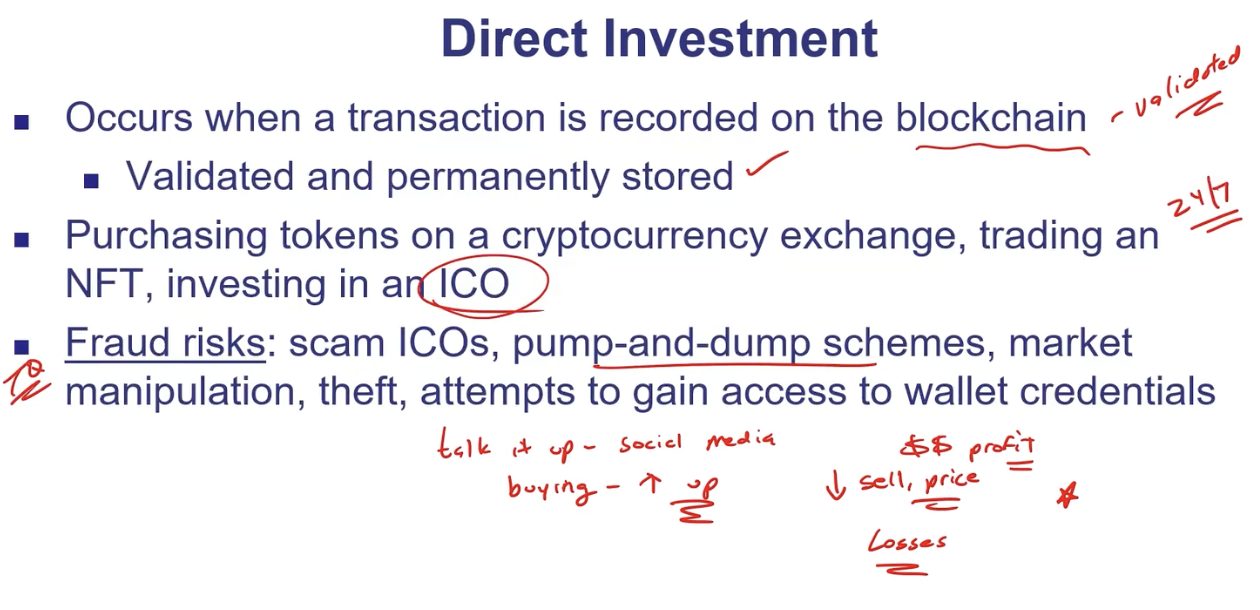 Direct Investment
▪ Occurs when a transaction is recorded on the blockchain - validated
▪ Validated and permanently stored ✓
24/7
▪ Purchasing tokens on a cryptocurrency exchange, trading an
NFT, investing in an ICO
▪ Fraud risks: scam ICOs, pump-and-dump schemes, market
manipulation, theft, attempts to gain access to wallet credentials
talk it up - social media
buying - ↑ up
$$ profit
↓ sell, price
Losses